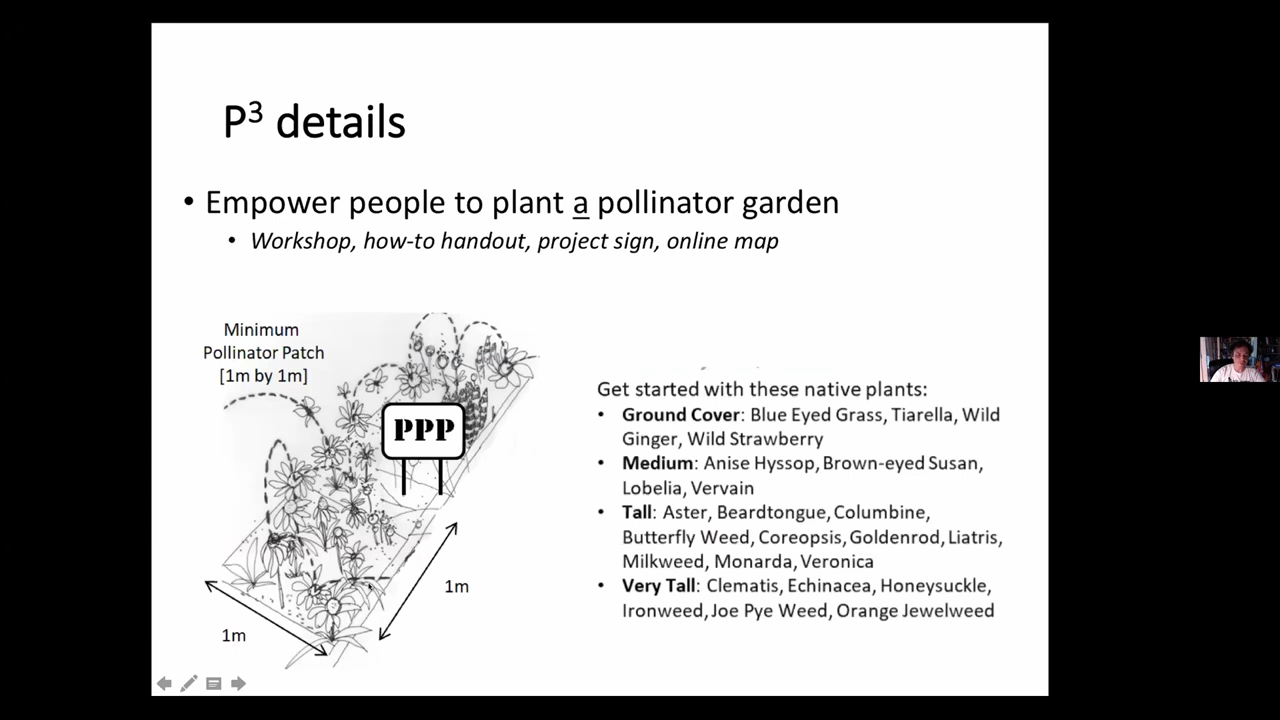 P³ details
• Empower people to plant a pollinator garden
• Workshop, how-to handout, project sign, online map
Minimum
Pollinator Patch
[1m by 1m]
PPP
1m
1m
Get started with these native plants:
• Ground Cover: Blue Eyed Grass, Tiarella, Wild
Ginger, Wild Strawberry
• Medium: Anise Hyssop, Brown-eyed Susan,
Lobelia, Vervain
• Tall: Aster, Beardtongue, Columbine,
Butterfly Weed, Coreopsis, Goldenrod, Liatris,
Milkweed, Monarda, Veronica
• Very Tall: Clematis, Echinacea, Honeysuckle,
Ironweed, Joe Pye Weed, Orange Jewelweed